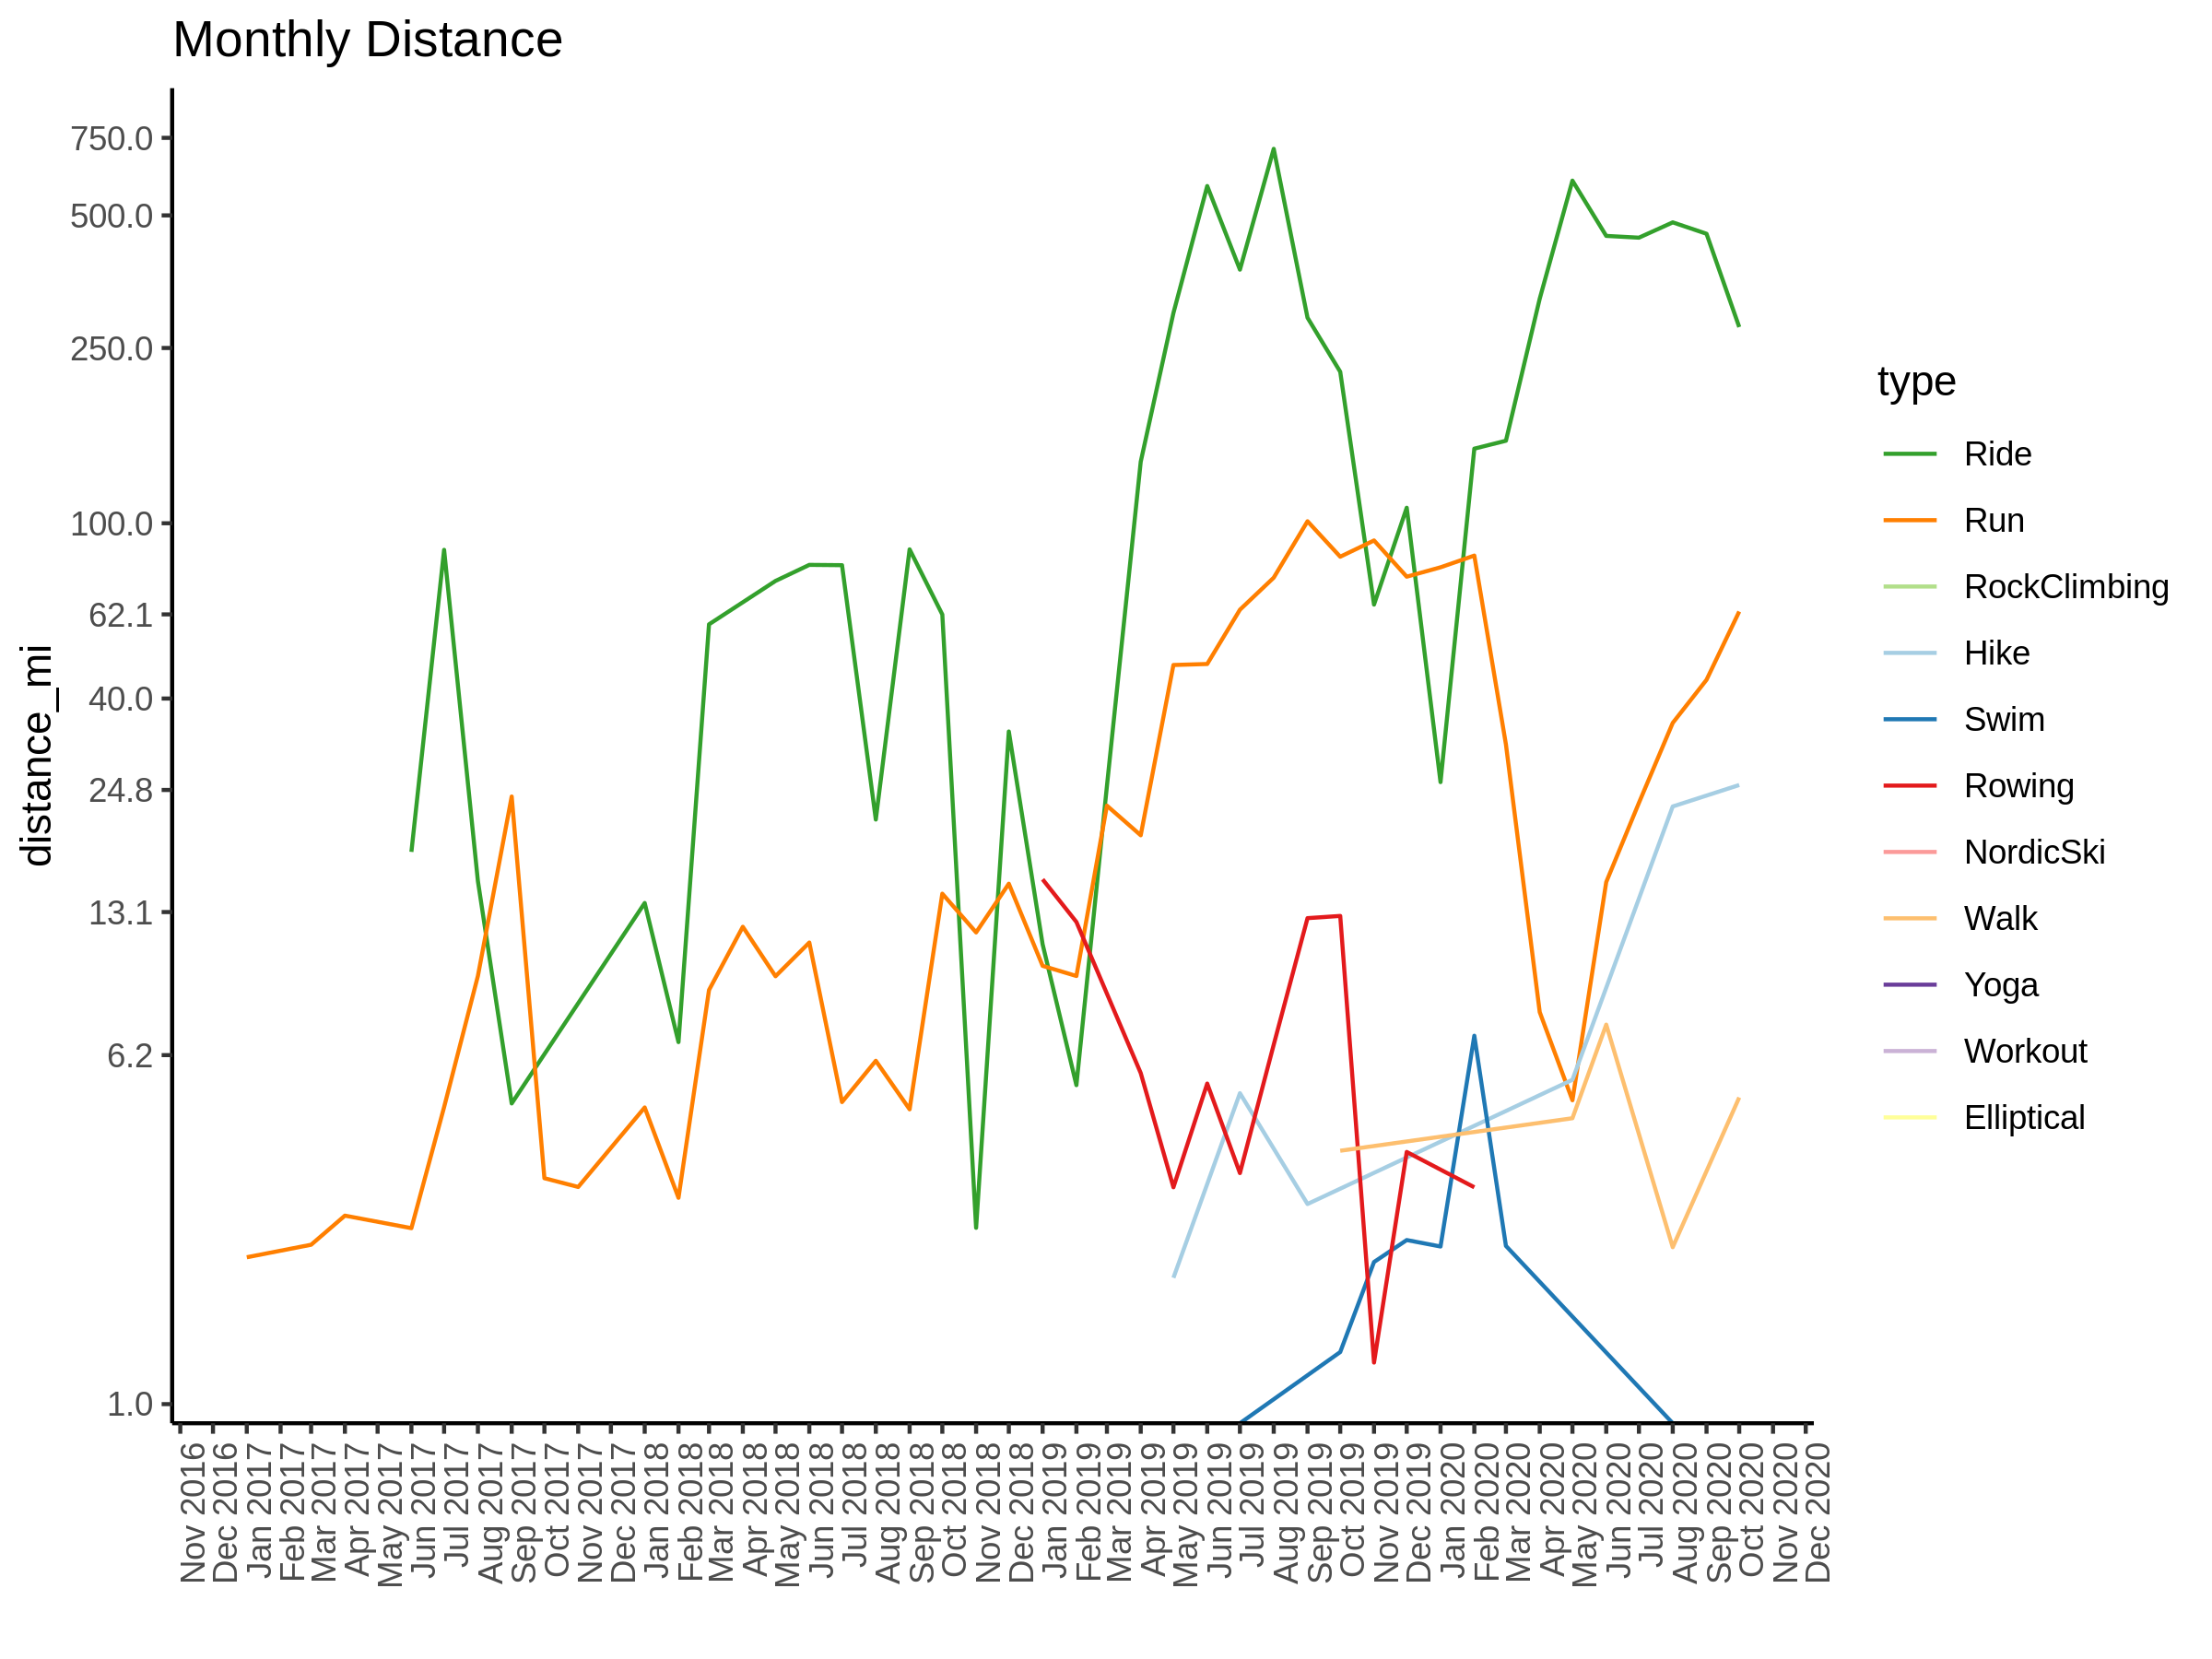 Monthly Distance
distance_mi
750.0
500.0
250.0
100.0
62.1
40.0
24.8
13.1
6.2
1.0
Nov 2016
Dec 2016
Jan 2017
Feb 2017
Mar 2017
Apr 2017
May 2017
Jun 2017
Jul 2017
Aug 2017
Sep 2017
Oct 2017
Nov 2017
Dec 2017
Jan 2018
Feb 2018
Mar 2018
Apr 2018
May 2018
Jun 2018
Jul 2018
Aug 2018
Sep 2018
Oct 2018
Nov 2018
Dec 2018
Jan 2019
Feb 2019
Mar 2019
Apr 2019
May 2019
Jun 2019
Jul 2019
Aug 2019
Sep 2019
Oct 2019
Nov 2019
Dec 2019
Jan 2020
Feb 2020
Mar 2020
Apr 2020
May 2020
Jun 2020
Jul 2020
Aug 2020
Sep 2020
Oct 2020
Nov 2020
Dec 2020
type
Ride
Run
RockClimbing
Hike
Swim
Rowing
NordicSki
Walk
Yoga
Workout
Elliptical